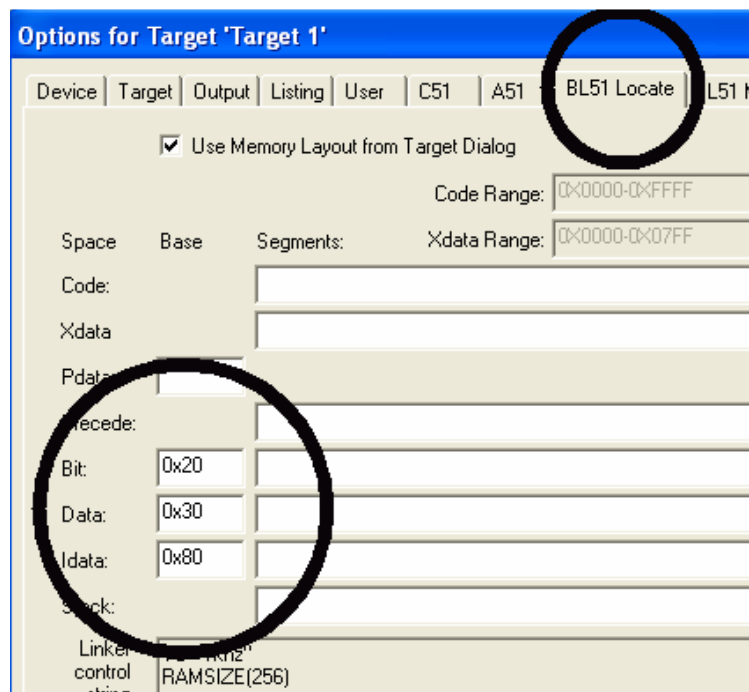 Options for Target 'Target 1'
Device Target Output Listing User C51 A51 BL51 Locate
Use Memory Layout from Target Dialog
Code Range: 0X0000-0XFFFF
Space Base Segments: Xdata Range: 0X0000-0X07FF
Code:
Xdata
Pdata
Bit: 0x20
Data: 0x30
Idata: 0x80
Linker
control RAMSIZE(256)